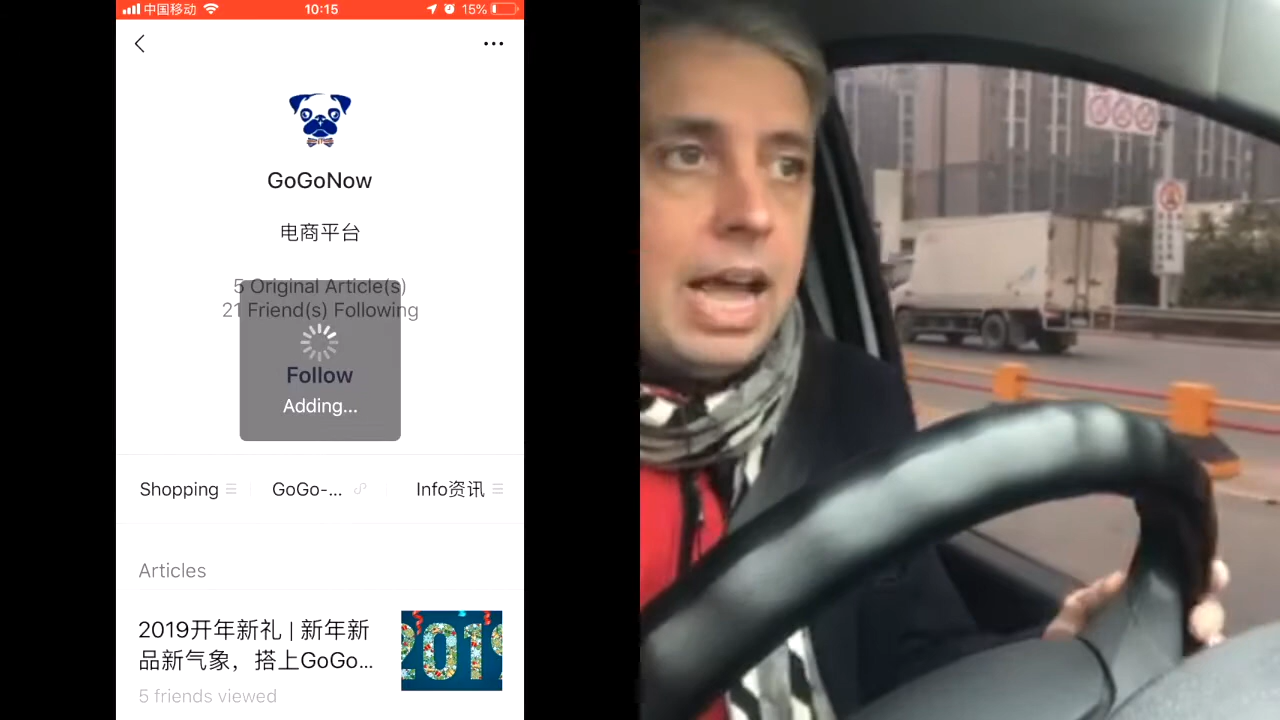 中国移动
10:15
15%
GoGoNow
电商平台
5 Original Article(s)
21 Friend(s) Following
Follow
Adding...
Shopping
GoGo-...
Info资讯
Articles
2019开年新礼 | 新年新
品新气象，搭上GoGo...
2019
5 friends viewed